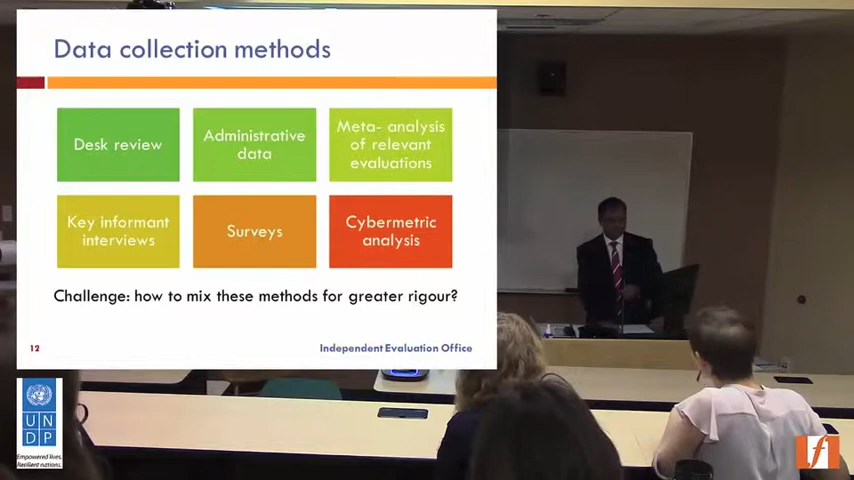 Data collection methods
Desk review
Administrative
data
Meta- analysis
of relevant
evaluations
Key informant
interviews
Surveys
Cybermetric
analysis
Challenge: how to mix these methods for greater rigour?
12
Independent Evaluation Office
U N
D P
Empowered lives.
Resilient nations.
f